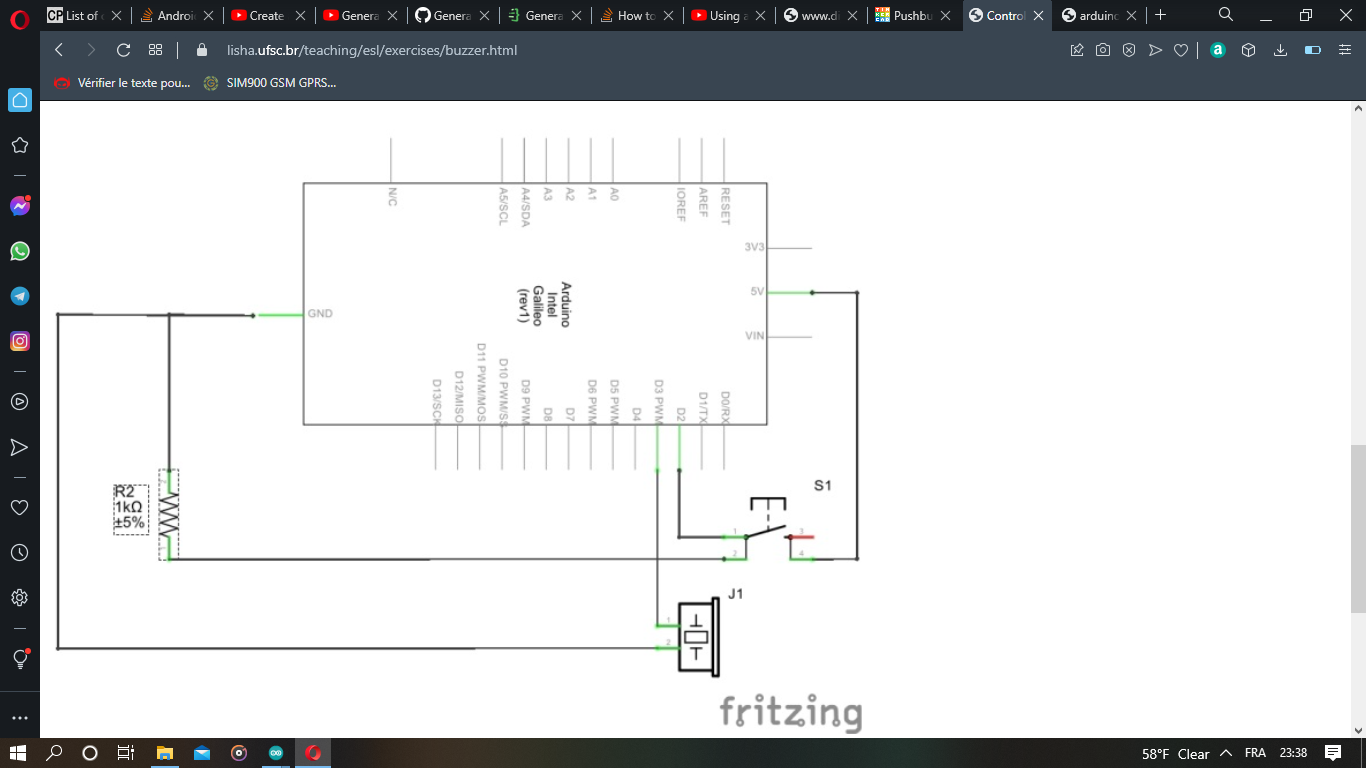 List of
Androi
Create
Genera
Genera
Genera
How to
Using a
www.di
Pushbu
Control
arduino
lisha.ufsc.br/teaching/esl/exercises/buzzer.html
Vérifier le texte pou...
SIM900 GSM GPRS...
N/C
A5/SCL
A4/SDA
A3
A2
A1
A0
IOREF
AREF
RESET
3V3
5V
VIN
GND
Arduino
Intel
Galileo
(rev1)
D13/SCK
D12/MISO
D11 PWM/MOS
D10 PWM/SS
D9 PWM
D8
D7
D6 PWM
D5 PWM
D4
D3 PWM
D2
D1/TX
D0/RX
R2
1kΩ
±5%
S1
1
2
3
4
J1
1
2
fritzing
58°F Clear
FRA
23:38